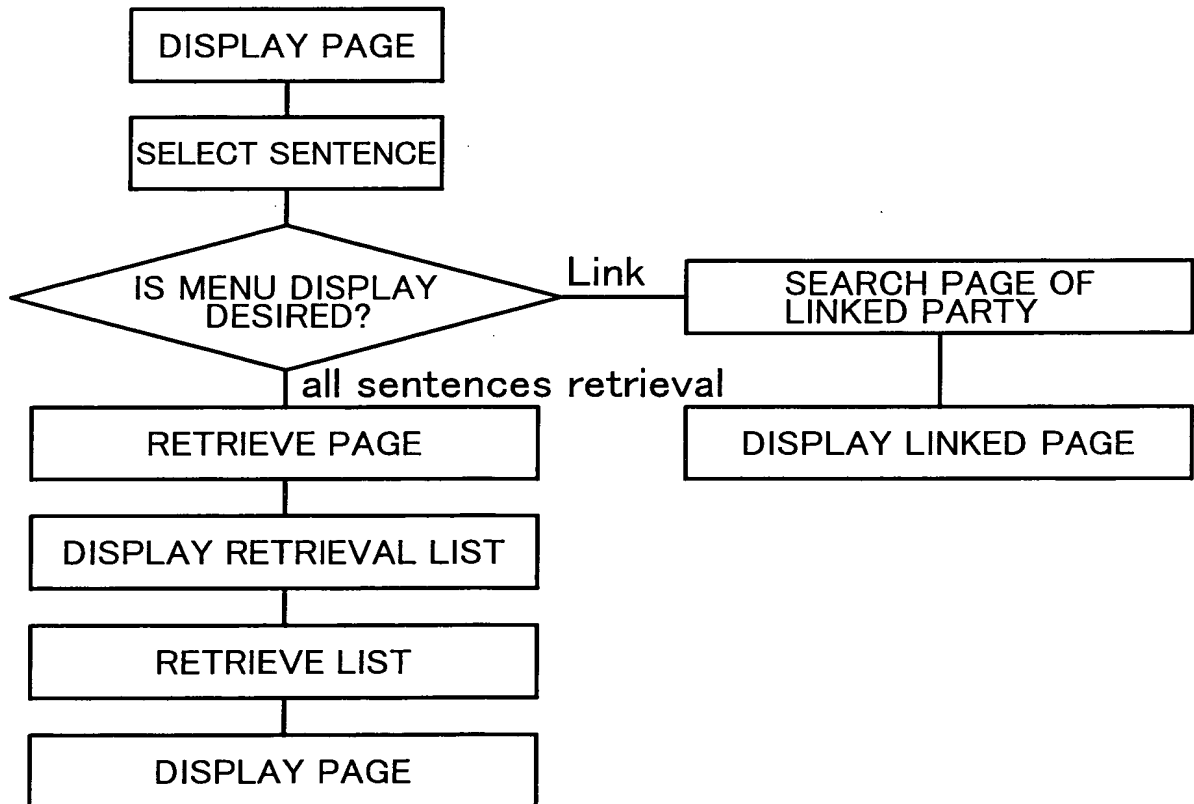 DISPLAY PAGE
SELECT SENTENCE
IS MENU DISPLAY
DESIRED?
Link
SEARCH PAGE OF
LINKED PARTY
all sentences retrieval
RETRIEVE PAGE
DISPLAY LINKED PAGE
DISPLAY RETRIEVAL LIST
RETRIEVE LIST
DISPLAY PAGE